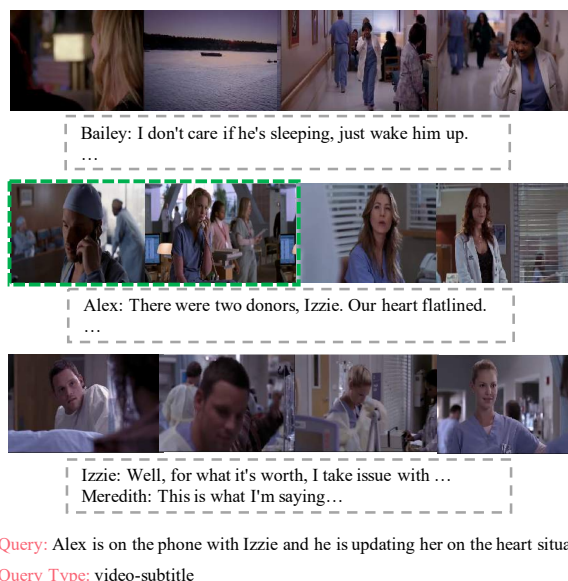 Bailey: I don't care if he's sleeping, just wake him up.
…
Alex: There were two donors, Izzie. Our heart flatlined.
…
Izzie: Well, for what it's worth, I take issue with …
Meredith: This is what I'm saying…
Query: Alex is on the phone with Izzie and he is updating her on the heart situa
Query Type: video-subtitle